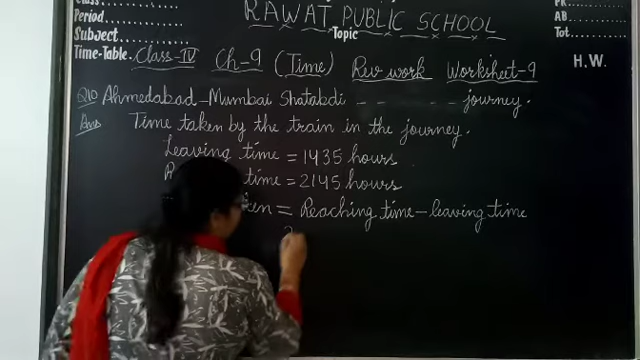 Class............
Period............
Subject............
Time-Table.
RAWAT PUBLIC SCHOOL
Topic
PR
AB
Tot.
H.W.
Class-IV Ch-9 (Time) Rev work Worksheet-9
Q10 Ahmedabad-Mumbai Shatabdi - - - - - - journey.
Ans Time taken by the train in the journey.
Leaving time = 1435 hours
time = 2145 hours
= Reaching time - leaving time